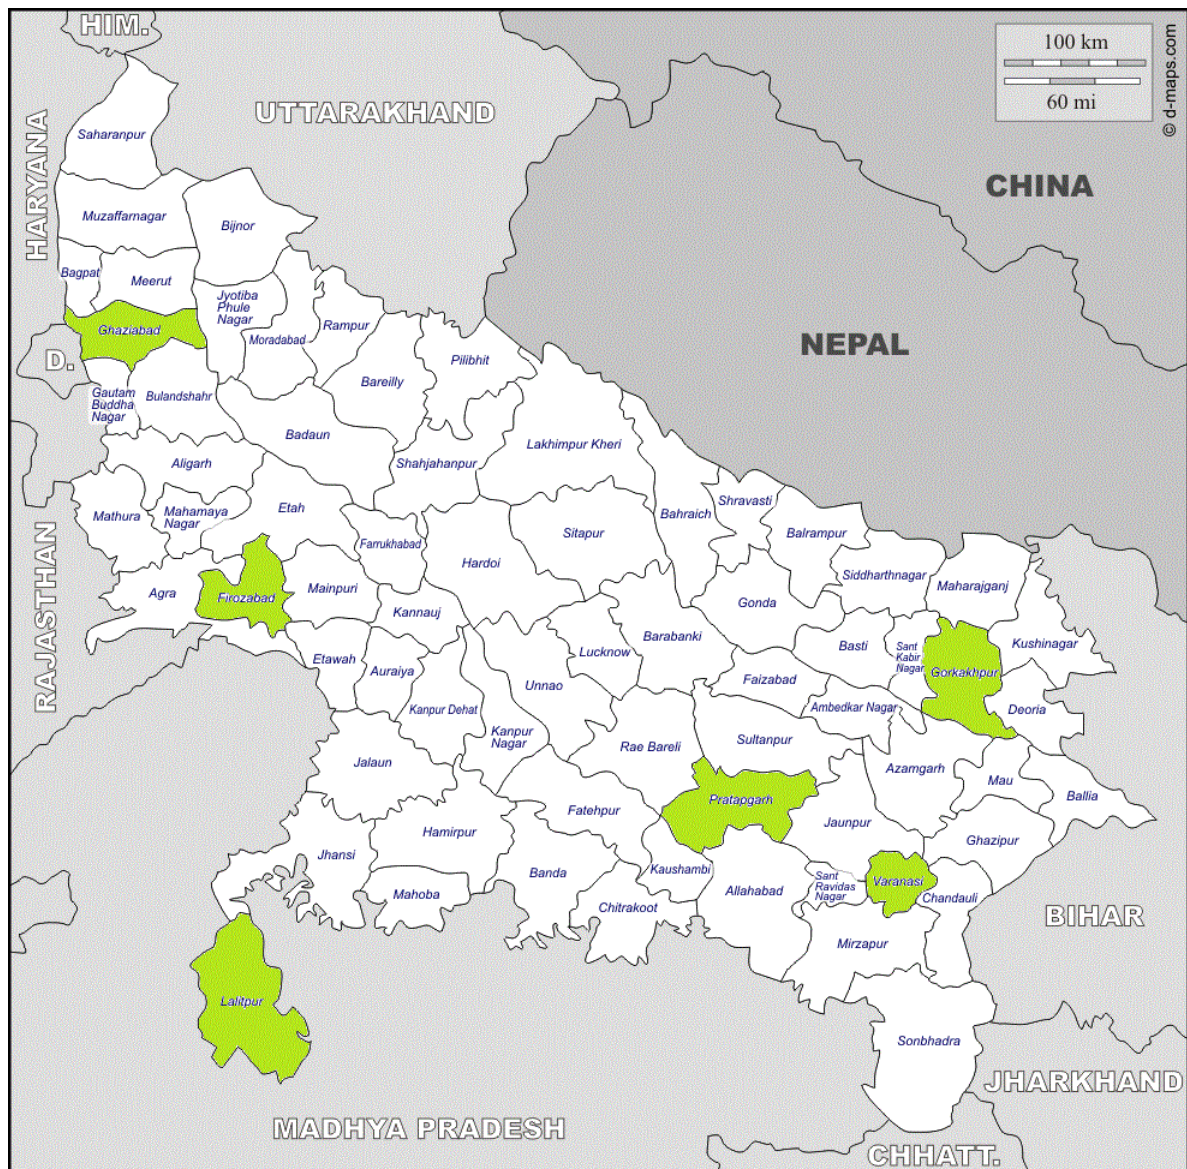 HIM.
100 km
60 mi
© d-maps.com
UTTARAKHAND
HARYANA
Saharanpur
CHINA
Muzaffarnagar
Bijnor
Bagpat
Meerut
Jyotiba
Phule
Nagar
Ghaziabad
Moradabad
Rampur
NEPAL
D.
Pilibhit
Bareilly
Gautam
Buddha
Nagar
Bulandshahr
Badaun
Lakhimpur Kheri
Aligarh
Shahjahanpur
Mathura
Mahamaya
Nagar
Etah
Farrukhabad
Hardoi
Sitapur
Bahraich
Shravasti
Balrampur
RAJASTHAN
Agra
Firozabad
Mainpuri
Kannauj
Gonda
Siddharthnagar
Maharajganj
Etawah
Auraiya
Kanpur Dehat
Kanpur
Nagar
Unnao
Lucknow
Barabanki
Faizabad
Basti
Sant
Kabir
Nagar
Gorkakhpur
Kushinagar
Deoria
Ambedkar Nagar
Jalaun
Rae Bareli
Sultanpur
Azamgarh
Mau
Ballia
Fatehpur
Pratapgarh
Jaunpur
Ghazipur
Hamirpur
Jhansi
Mahoba
Banda
Chitrakoot
Kaushambi
Allahabad
Sant
Ravidas
Nagar
Varanasi
Chandauli
BIHAR
Mirzapur
Lalitpur
Sonbhadra
JHARKHAND
MADHYA PRADESH
CHHATT.